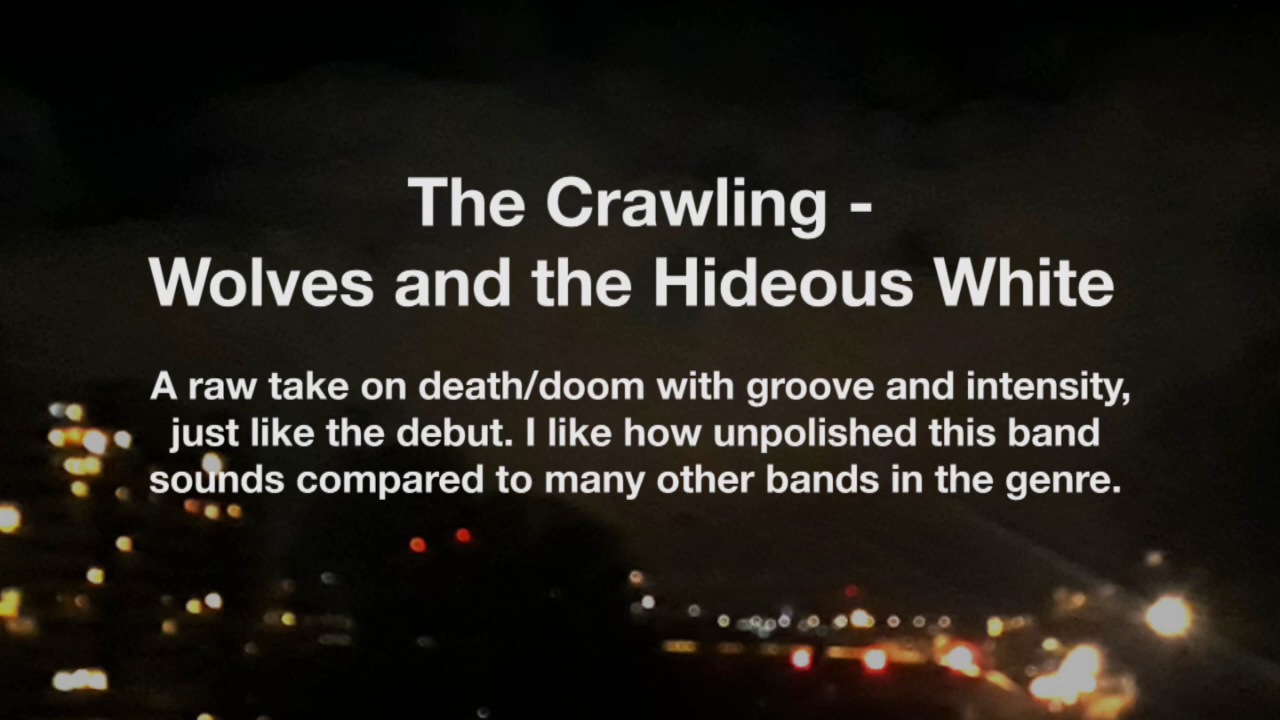 The Crawling -
Wolves and the Hideous White
A raw take on death/doom with groove and intensity,
just like the debut. I like how unpolished this band
sounds compared to many other bands in the genre.